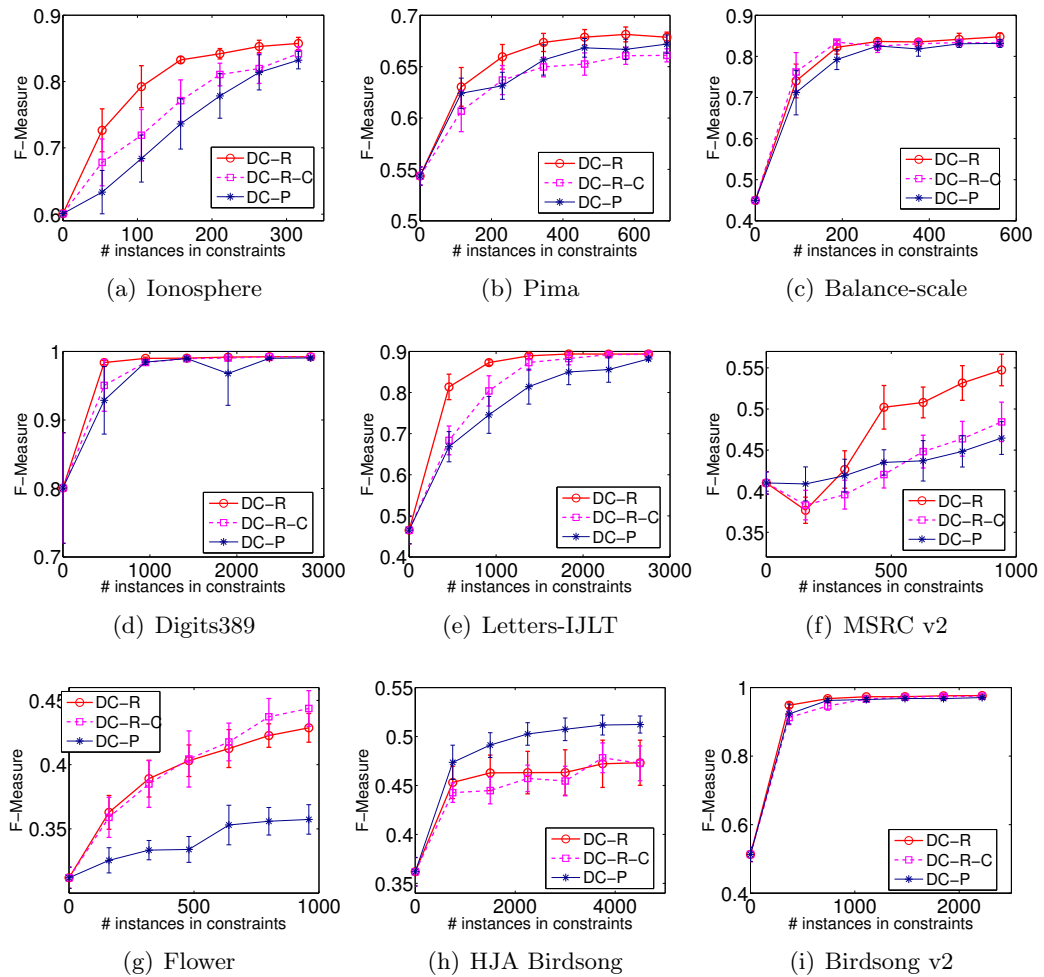 0.9
0.8
0.7
0.6
F-Measure
DC-R
DC-R-C
DC-P
0 100 200 300
# instances in constraints
(a) Ionosphere
0.7
0.65
0.6
0.55
0.5
F-Measure
DC-R
DC-R-C
DC-P
0 200 400 600
# instances in constraints
(b) Pima
0.9
0.8
0.7
0.6
0.5
0.4
F-Measure
DC-R
DC-R-C
DC-P
0 200 400 600
# instances in constraints
(c) Balance-scale
1
0.9
0.8
0.7
F-Measure
DC-R
DC-R-C
DC-P
0 1000 2000 3000
# instances in constraints
(d) Digits389
0.9
0.8
0.7
0.6
0.5
0.4
F-Measure
DC-R
DC-R-C
DC-P
0 1000 2000 3000
# instances in constraints
(e) Letters-IJLT
0.55
0.5
0.45
0.4
0.35
F-Measure
DC-R
DC-R-C
DC-P
0 500 1000
# instances in constraints
(f) MSRC v2
0.45
0.4
0.35
F-Measure
DC-R
DC-R-C
DC-P
0 500 1000
# instances in constraints
(g) Flower
0.55
0.5
0.45
0.4
0.35
F-Measure
DC-R
DC-R-C
DC-P
0 2000 4000
# instances in constraints
(h) HJA Birdsong
1
0.8
0.6
0.4
F-Measure
DC-R
DC-R-C
DC-P
0 1000 2000
# instances in constraints
(i) Birdsong v2